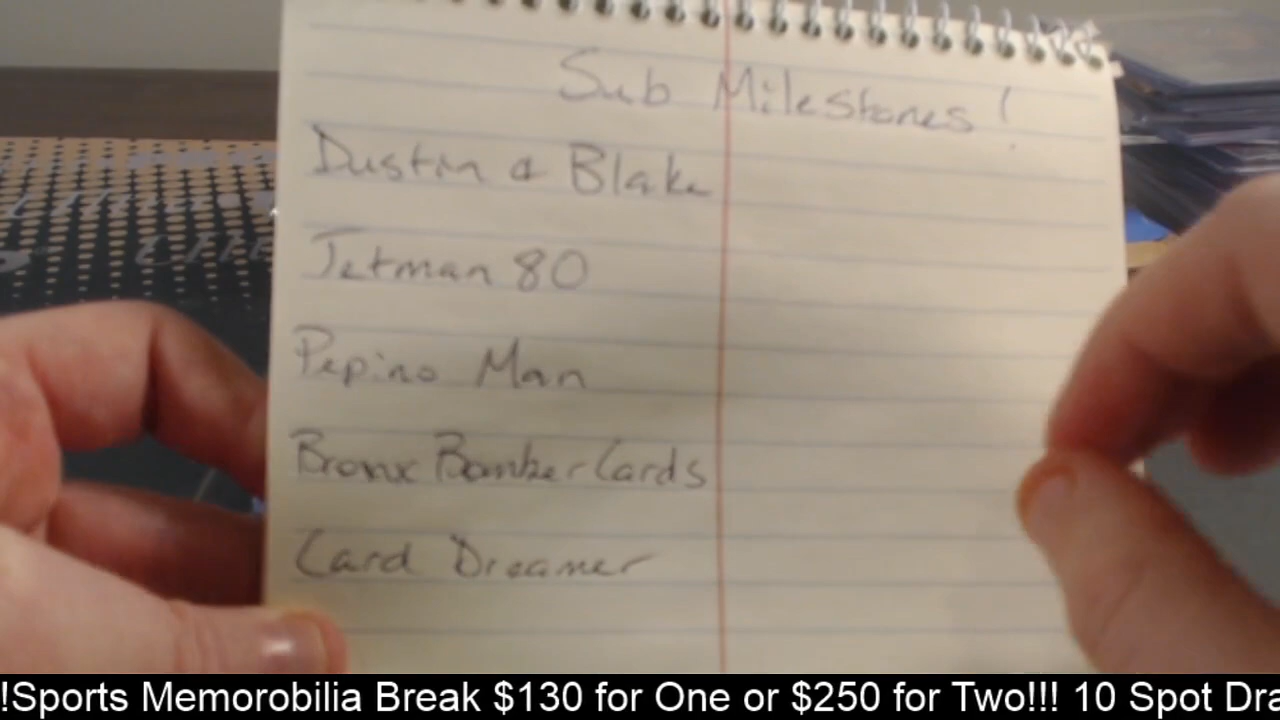 Sub Milestones!
Dustin & Blake
Jetman 80
Pepino Man
Bronx Bomber Cards
Card Dreamer
!Sports Memorobilia Break $130 for One or $250 for Two!!! 10 Spot Dra